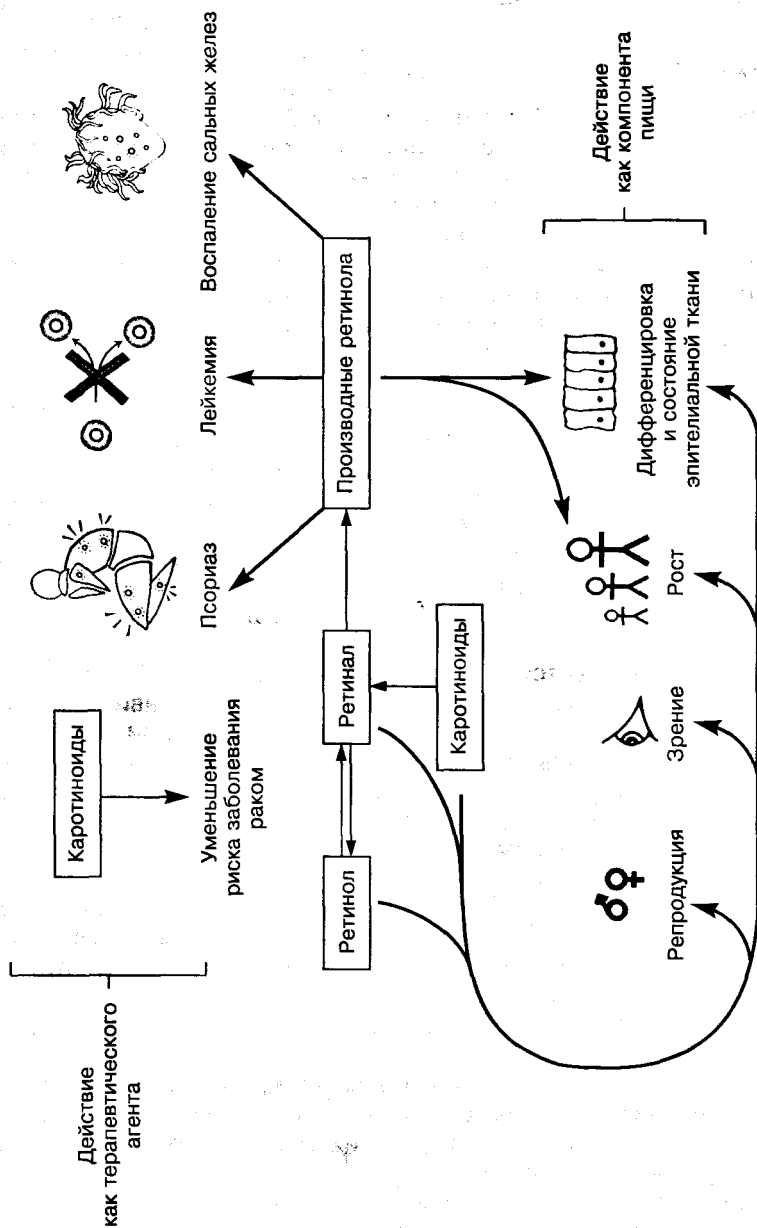 Действие
как терапевтического
агента
Каротиноиды
Уменьшение
риска заболевания
раком
Псориаз
Лейкемия
Воспаление сальных желез
Ретинол
Ретинал
Производные ретинола
Каротиноиды
Репродукция
Зрение
Рост
Дифференцировка
и состояние
эпителиальной ткани
Действие
как компонента
пищи